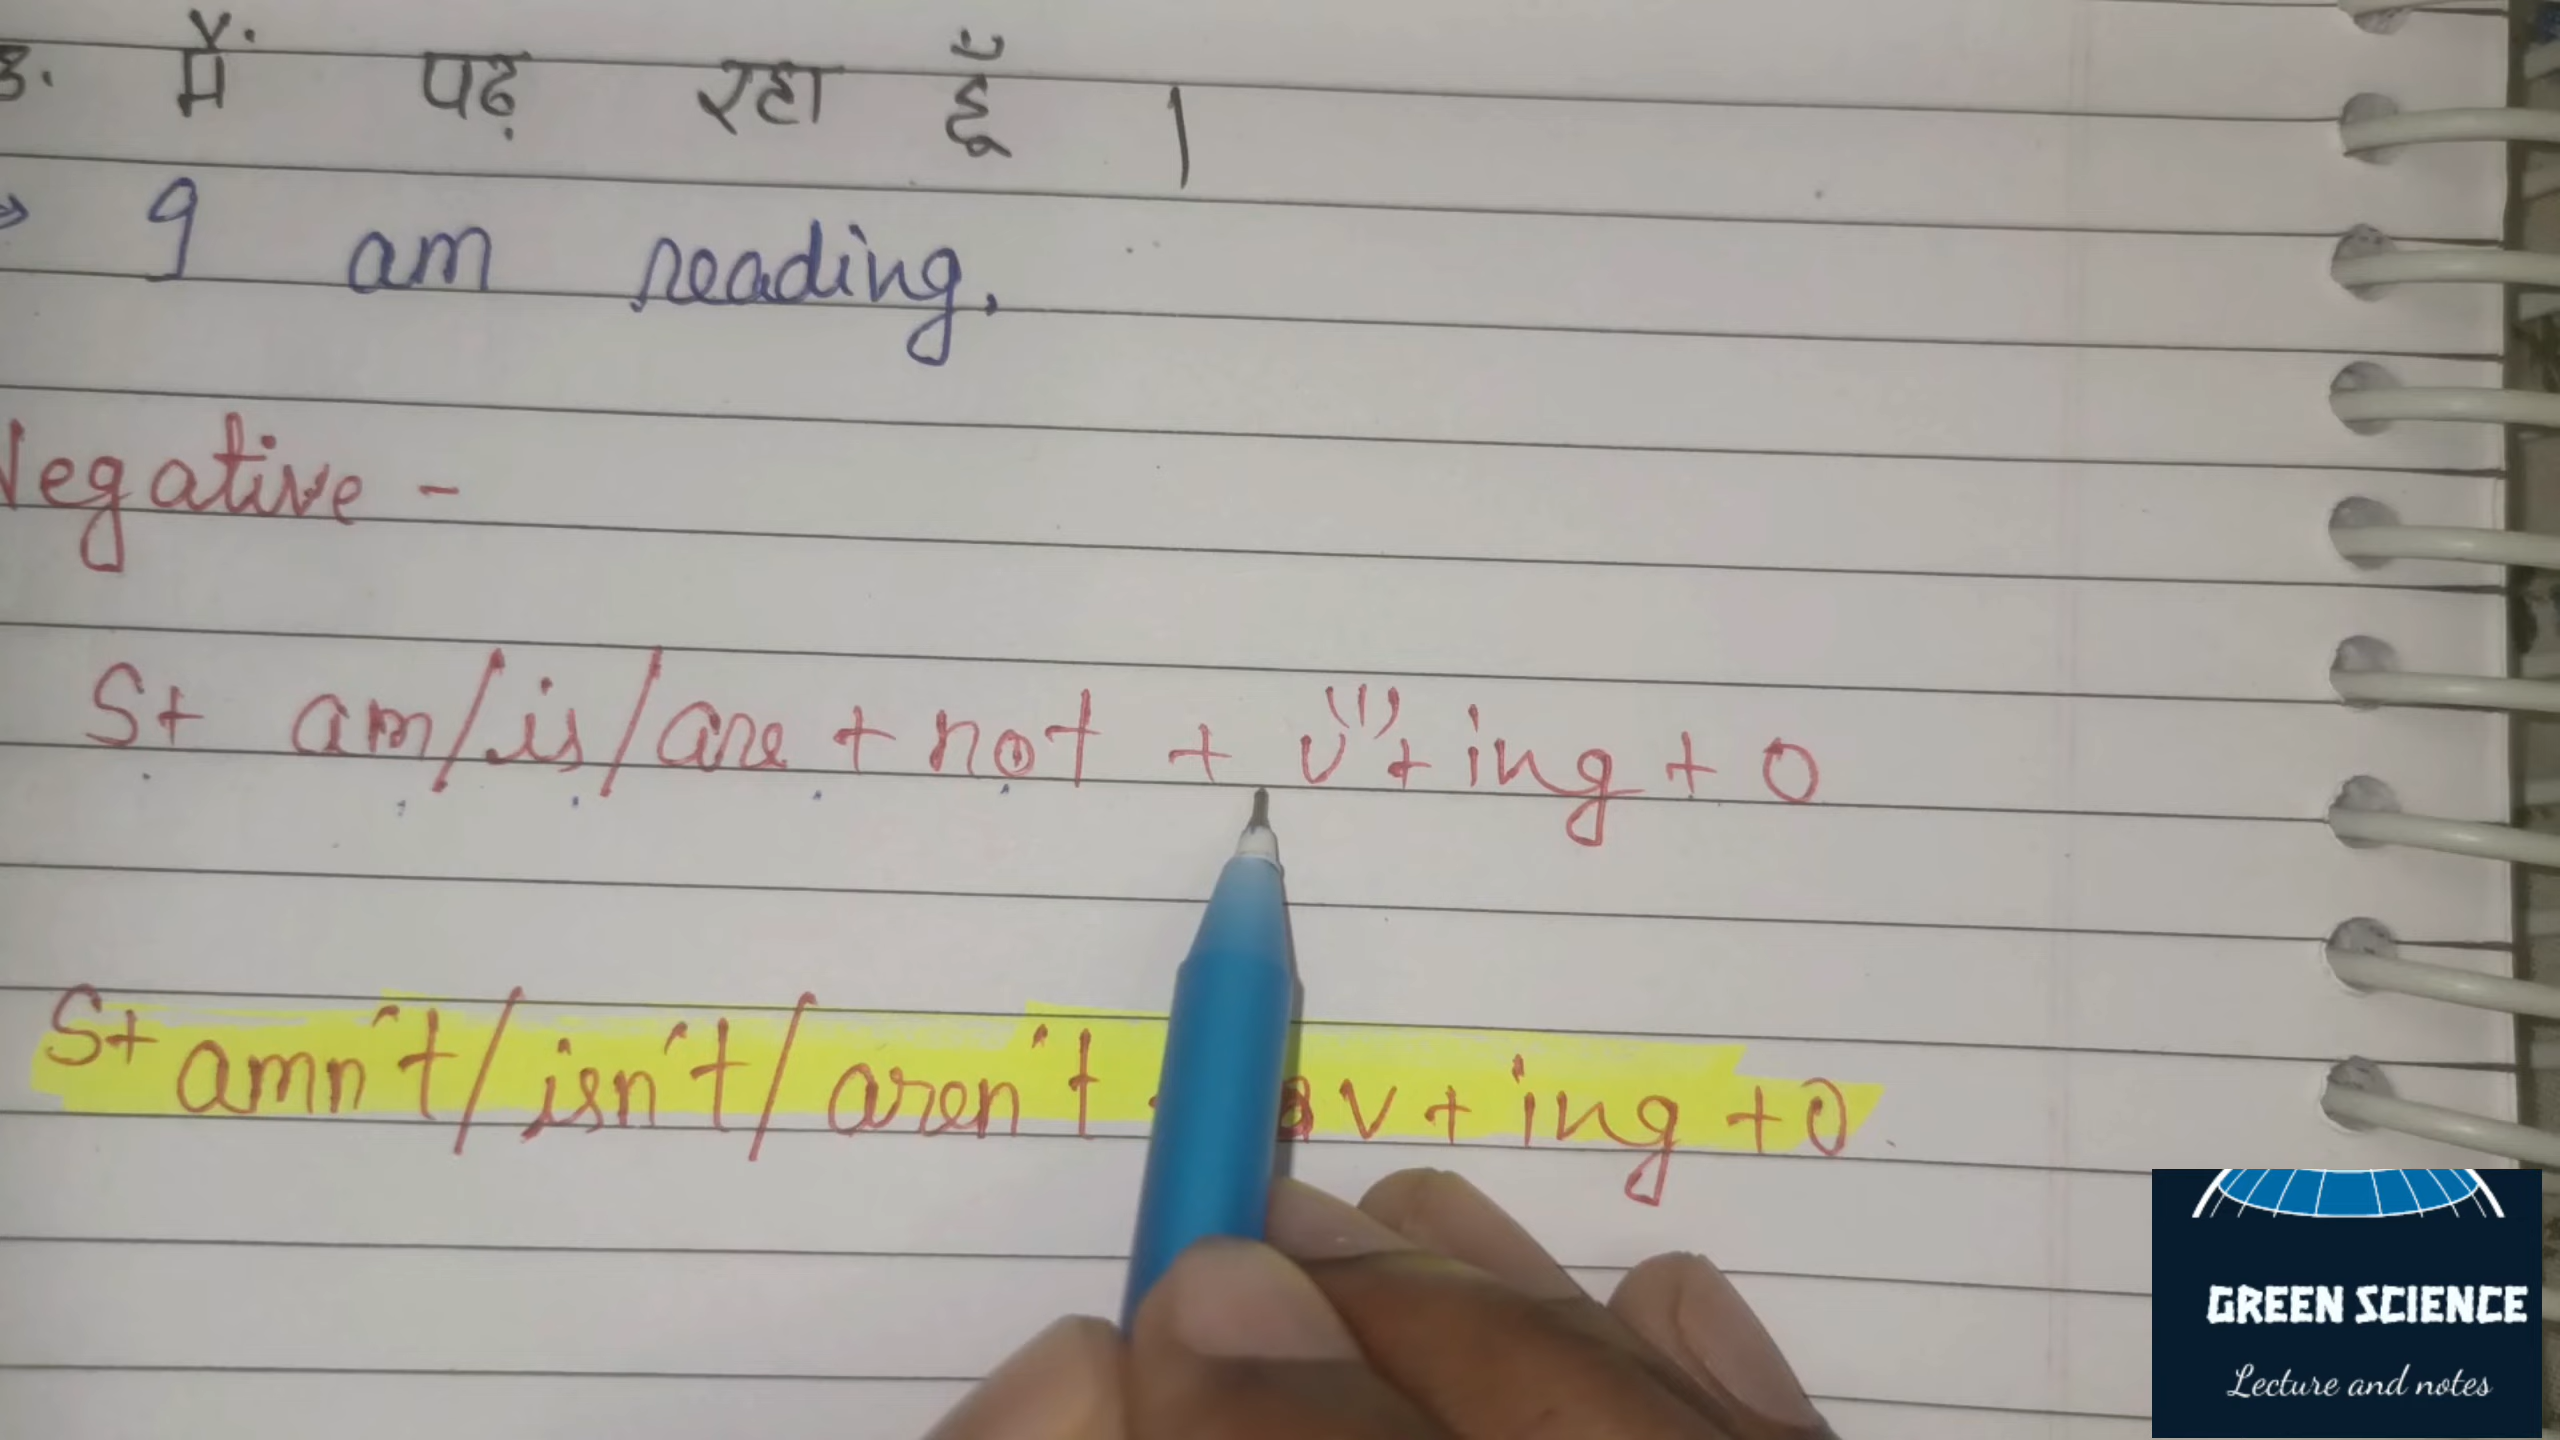 3. मैं पढ़ रहा हूँ ।
⇒ I am reading.
Negative -
S+ am/is/are + not + v⁽¹⁾ + ing + O
S+ amn't/isn't/aren't v + ing + O
GREEN SCIENCE
Lecture and notes